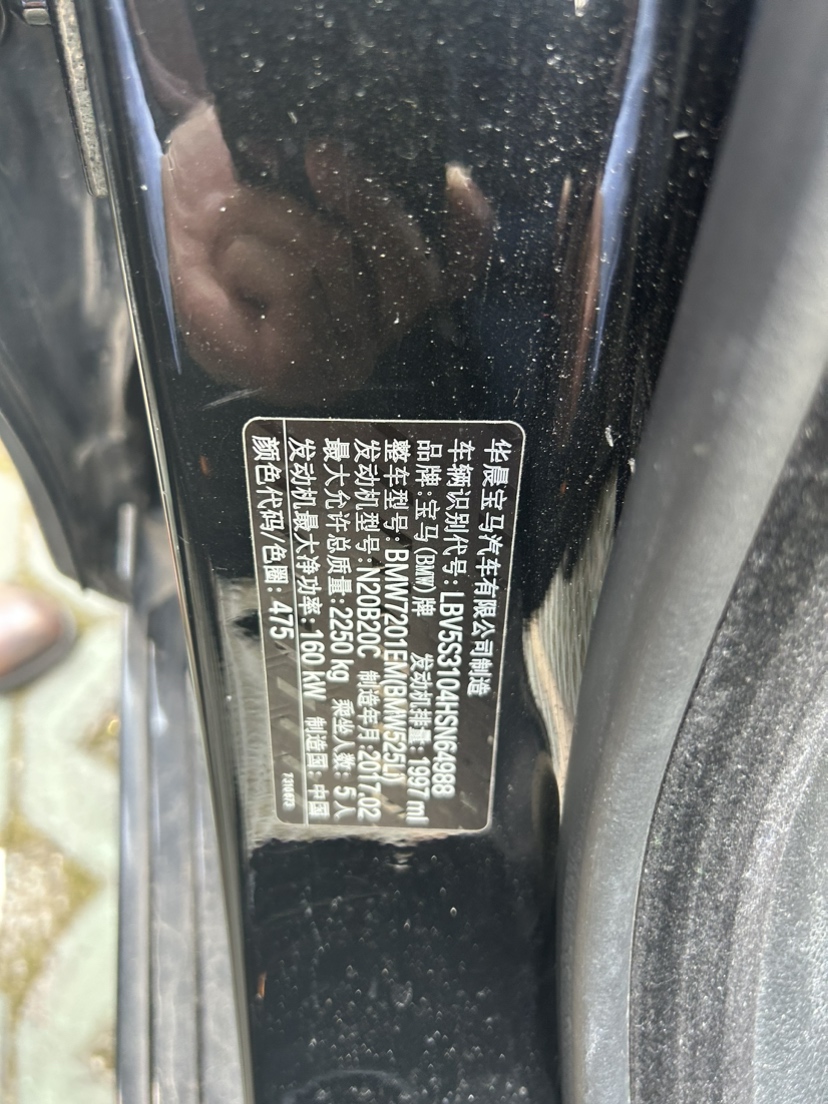 华晨宝马汽车有限公司制造
车辆识别代号: LBV5S3104HSN64988
品牌: 宝马(BMW)牌 发动机排量: 1997 ml
整车型号: BMW7201EM(BMW525Li)
发动机型号: N20B20C 制造年月: 2017.02
最大允许总质量: 2250 kg 乘坐人数: 5人
发动机最大净功率: 160 kW 制造国: 中国
颜色代码/色圈: 475